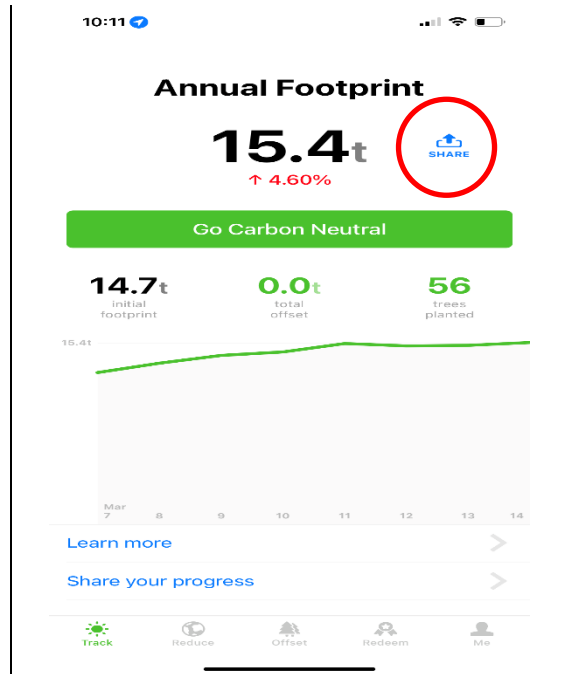 10:11
Annual Footprint
15.4t
SHARE
↑ 4.60%
Go Carbon Neutral
14.7t 0.0t 56
initial total trees
footprint offset planted
15.4t
Mar
7 8 9 10 11 12 13 14
Learn more
Share your progress
Track Reduce Offset Redeem Me